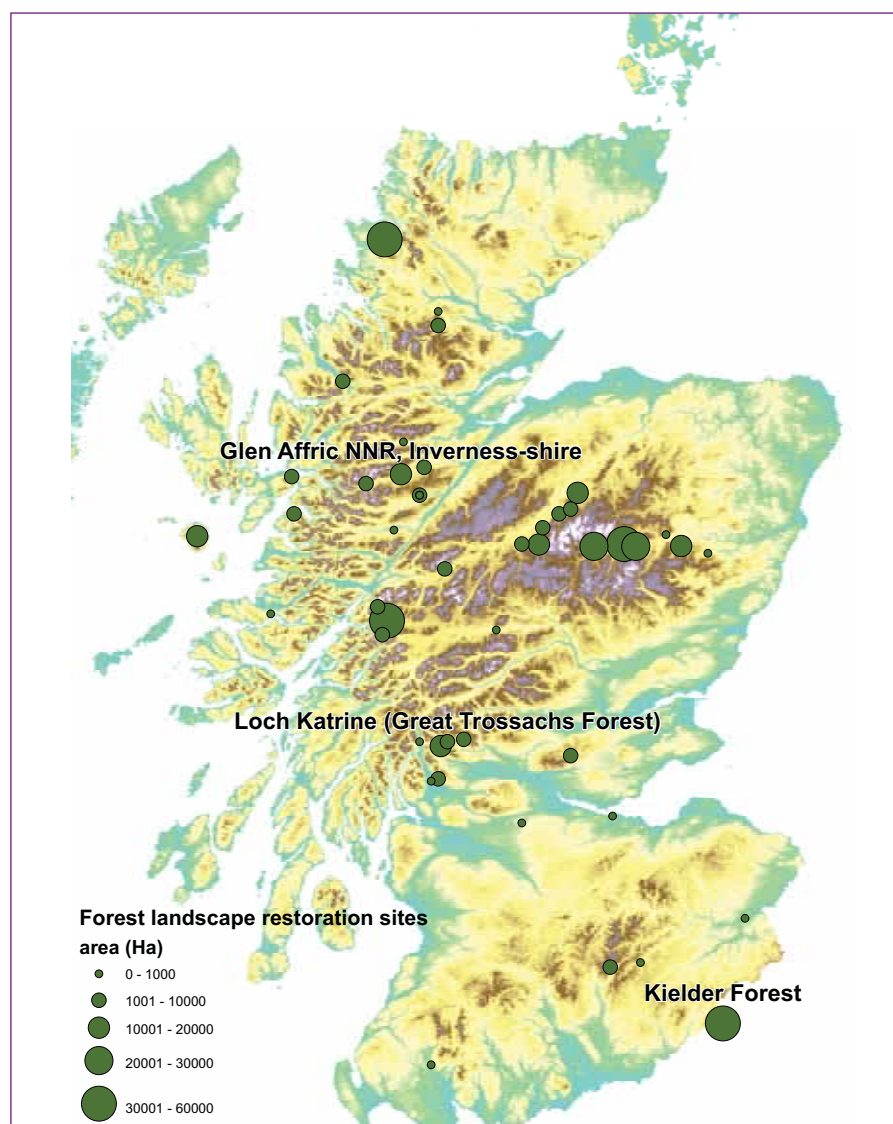 Glen Affric NNR, Inverness-shire
Loch Katrine (Great Trossachs Forest)
Forest landscape restoration sites
area (Ha)
0 - 1000
1001 - 10000
10001 - 20000
20001 - 30000
30001 - 60000
Kielder Forest